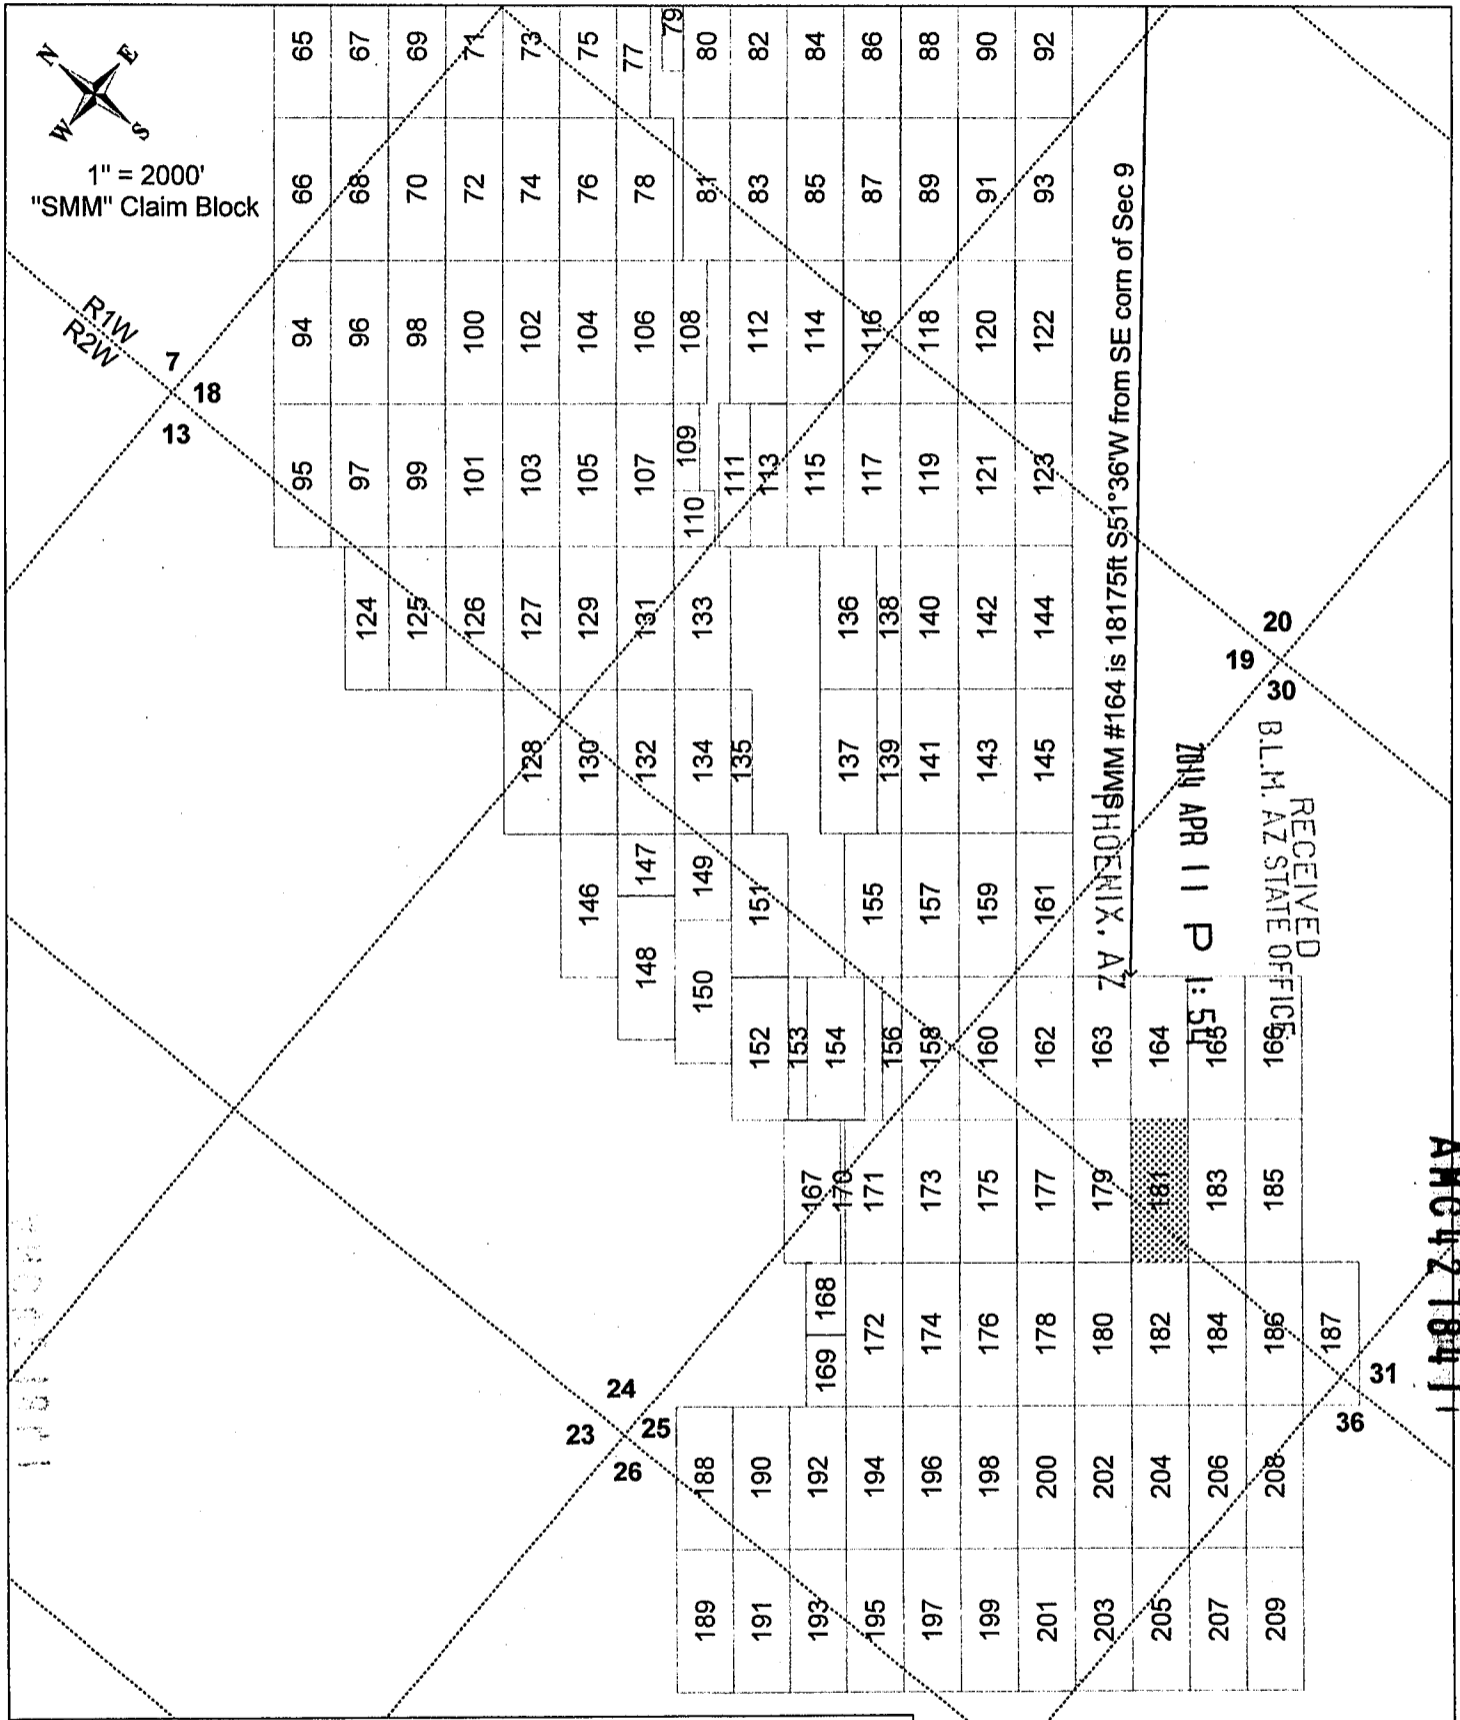 N E
W S
1" = 2000'
"SMM" Claim Block
65 67 69 71 73 75 77 79 80 82 84 86 88 90 92
66 68 70 72 74 76 78 81 83 85 87 89 91 93
R1W
R2W
7
18
13
94 96 98 100 102 104 106 108 112 114 116 118 120 122
95 97 99 101 103 105 107 109 110 111 113 115 117 119 121 123
124 125 126 127 129 131 133 136 138 140 142 144
128 130 132 134 135 137 139 141 143 145
SMM #164 is 18175ft S51°36'W from SE corn of Sec 9
20
19
30
RECEIVED
B.L.M. AZ STATE OFFICE
2014 APR 11 P 1:54
PHOENIX, AZ
146 147 148 149 150 151 155 157 159 161
152 153 154 156 158 160 162 163 164 165 166
167 170 171 173 175 177 179 181 183 185
168 169 172 174 176 178 180 182 184 186 187
24
23 25
26
31
36
188 190 192 194 196 198 200 202 204 206 208
189 191 193 195 197 199 201 203 205 207 209